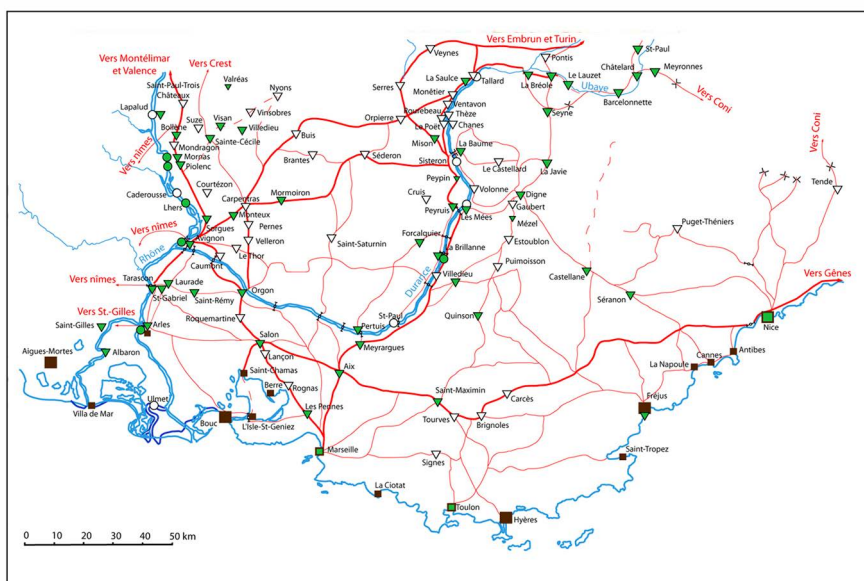 Vers Embrun et Turin
Vers Montélimar
et Valence
Vers Crest
Veynes
Pontis
St-Paul
Châtelard
Meyronnes
Saint-Paul-Trois
Châteaux
Valréas
Nyons
La Saulce
Tallard
Le Lauzet
La Bréole
Ubaye
Barcelonnette
Vers Coni
Serres
Monêtier
Ventavon
Lapalud
Suze
Visan
Vinsobres
Orpierre
Rourebeau
Thèze
Seyne
Bollène
Villedieu
Buis
Le Poët
Chanes
Sainte-Cécile
Mondragon
Mison
La Baume
Vers nîmes
Mornas
Piolenc
Brantes
Séderon
Sisteron
Le Castellard
La Javie
Vers Coni
Peypin
Caderousse
Courtézon
Mormoiron
Cruis
Volonne
Digne
Tende
Lhers
Carpentras
Monteux
Peyruis
Les Mées
Gaubert
Mézel
Sorgues
Pernes
Puget-Théniers
Vers nîmes
Avignon
Velleron
Saint-Saturnin
Forcalquier
La Brillanne
Estoublon
Rhône
Le Thor
Caumont
Durance
Villedieu
Puimoisson
Castellane
Vers Gênes
Vers nîmes
Tarascon
Laurade
St-Gabriel
Saint-Rémy
Orgon
Séranon
Vers St.-Gilles
Roquemartine
St-Paul
Quinson
Nice
Saint-Gilles
Arles
Pertuis
Salon
Meyrargues
Antibes
Aigues-Mortes
Albaron
Lançon
Cannes
La Napoule
Saint-Chamas
Aix
Berre
Rognas
Villa de Mar
Ulmet
Saint-Maximin
Carcès
Fréjus
Bouc
L'Isle-St-Geniez
Les Pennes
Tourves
Brignoles
Marseille
Signes
Saint-Tropez
La Ciotat
Toulon
Hyères
0 10 20 30 40 50 km